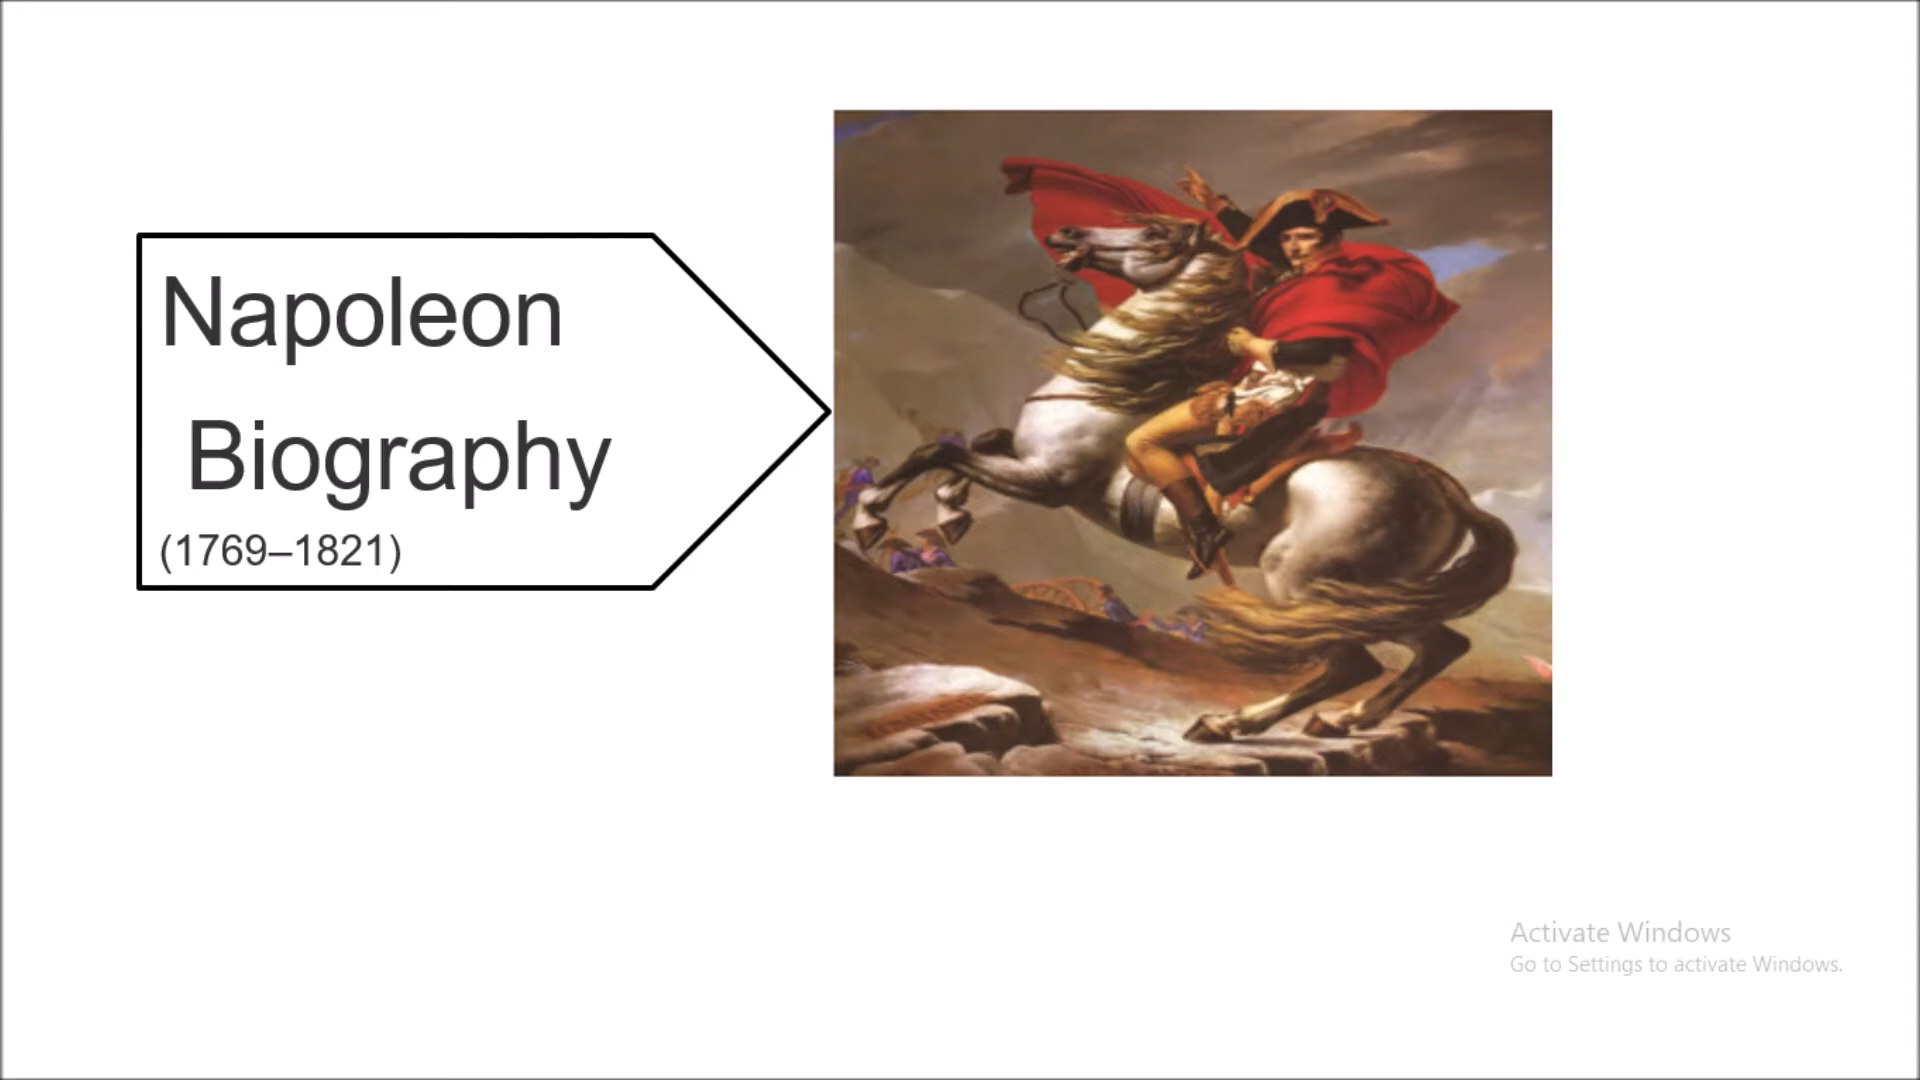 Napoleon
Biography
(1769–1821)
Activate Windows
Go to Settings to activate Windows.